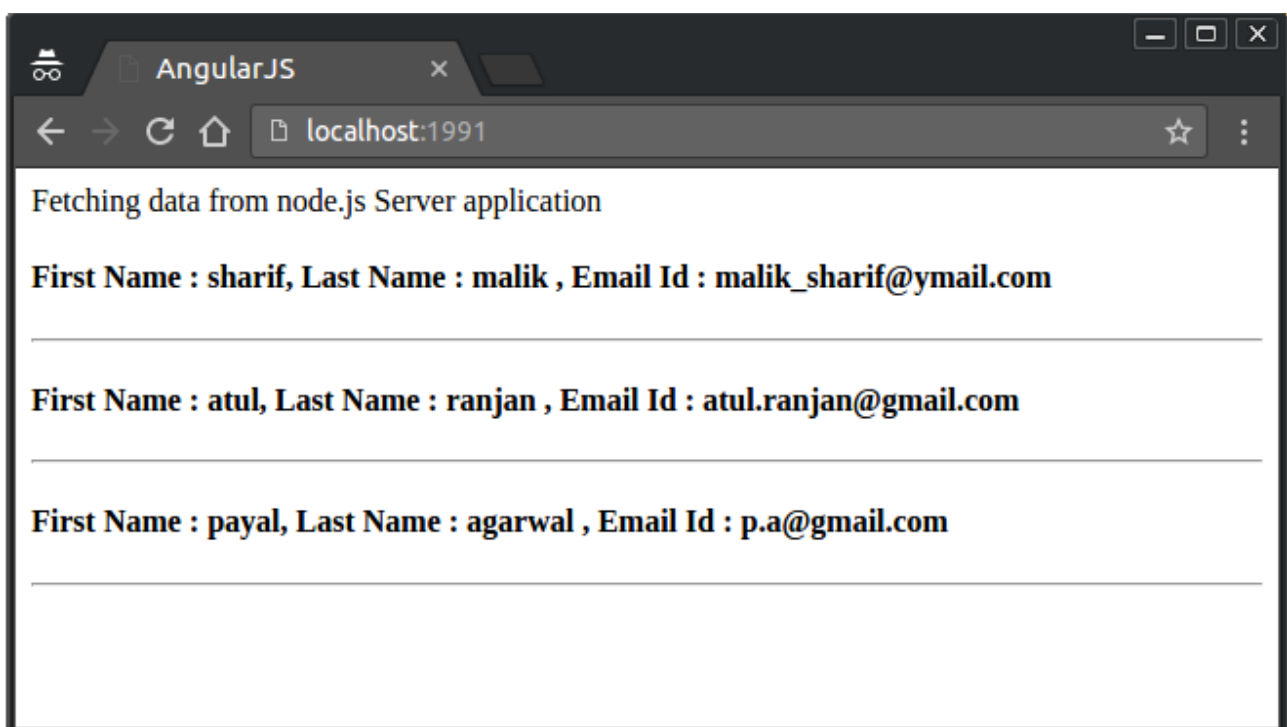 AngularJS
localhost:1991
Fetching data from node.js Server application
First Name : sharif, Last Name : malik , Email Id : malik_sharif@ymail.com
First Name : atul, Last Name : ranjan , Email Id : atul.ranjan@gmail.com
First Name : payal, Last Name : agarwal , Email Id : p.a@gmail.com